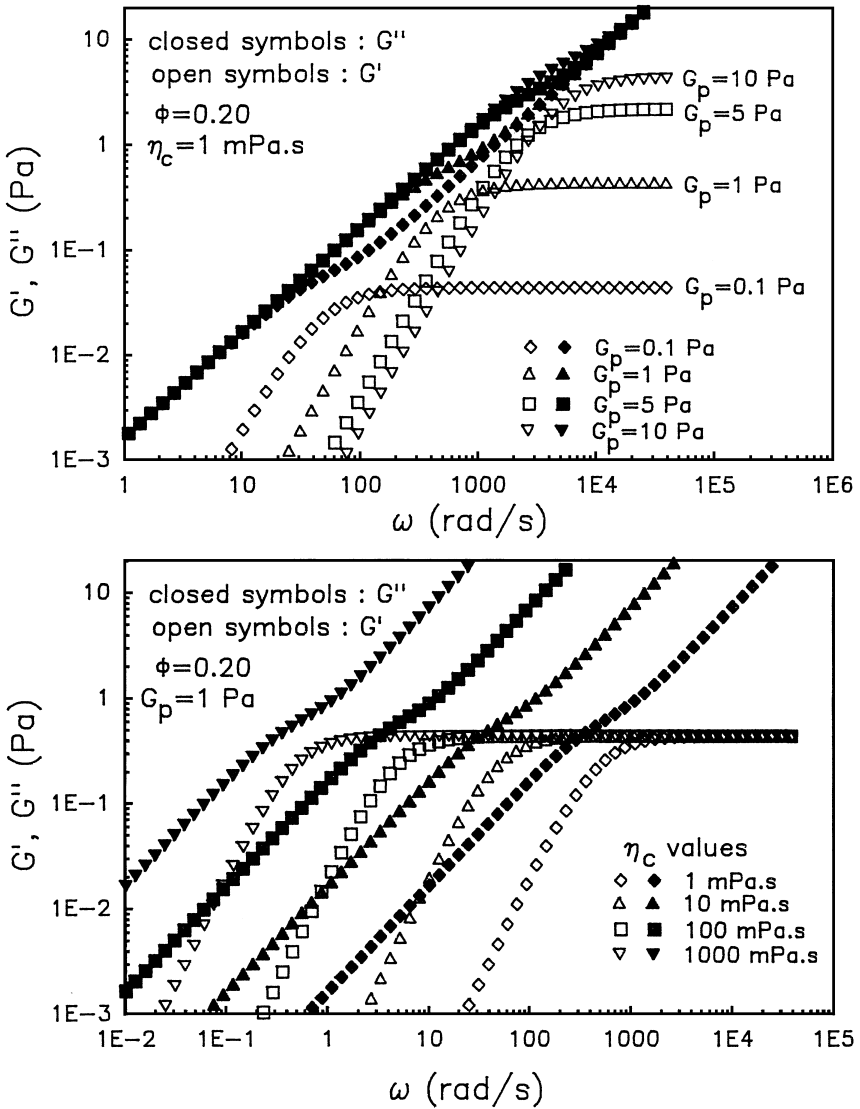 closed symbols : G"
open symbols : G'
Φ=0.20
η_c=1 mPa.s
G_p=10 Pa
G_p=5 Pa
G_p=1 Pa
G_p=0.1 Pa
G_p=0.1 Pa
G_p=1 Pa
G_p=5 Pa
G_p=10 Pa
10
1
1E-1
1E-2
1E-3
G', G" (Pa)
1 10 100 1000 1E4 1E5 1E6
ω (rad/s)
closed symbols : G"
open symbols : G'
Φ=0.20
G_p=1 Pa
η_c values
1 mPa.s
10 mPa.s
100 mPa.s
1000 mPa.s
10
1
1E-1
1E-2
1E-3
G', G" (Pa)
1E-2 1E-1 1 10 100 1000 1E4 1E5
ω (rad/s)